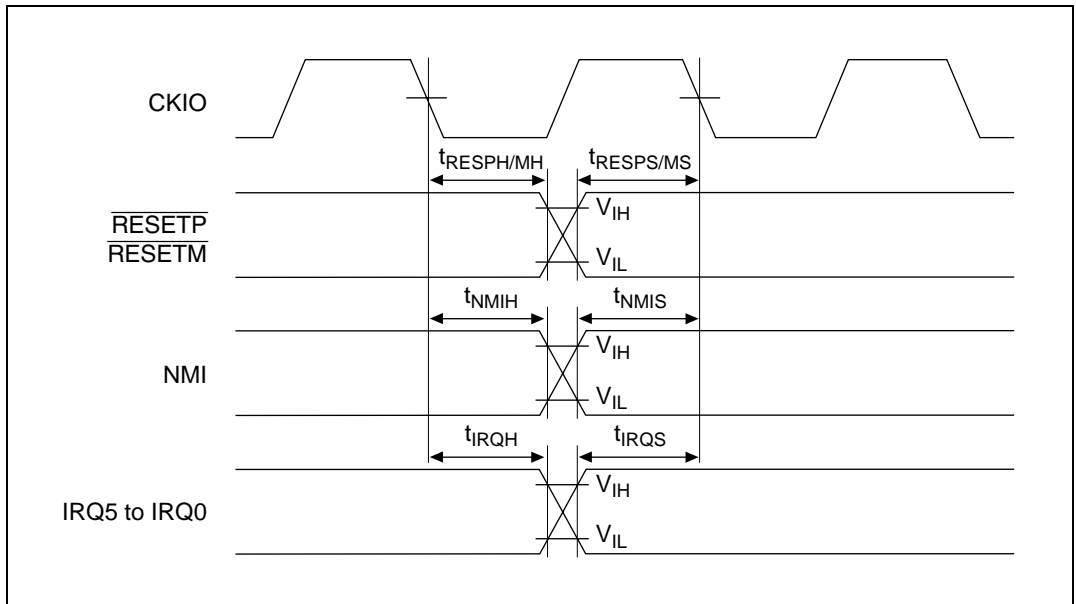 CKIO
tRESPH/MH tRESPS/MS
RESETP
RESETM
VIH
VIL
tNMIH tNMIS
NMI
VIH
VIL
tIRQH tIRQS
IRQ5 to IRQ0
VIH
VIL